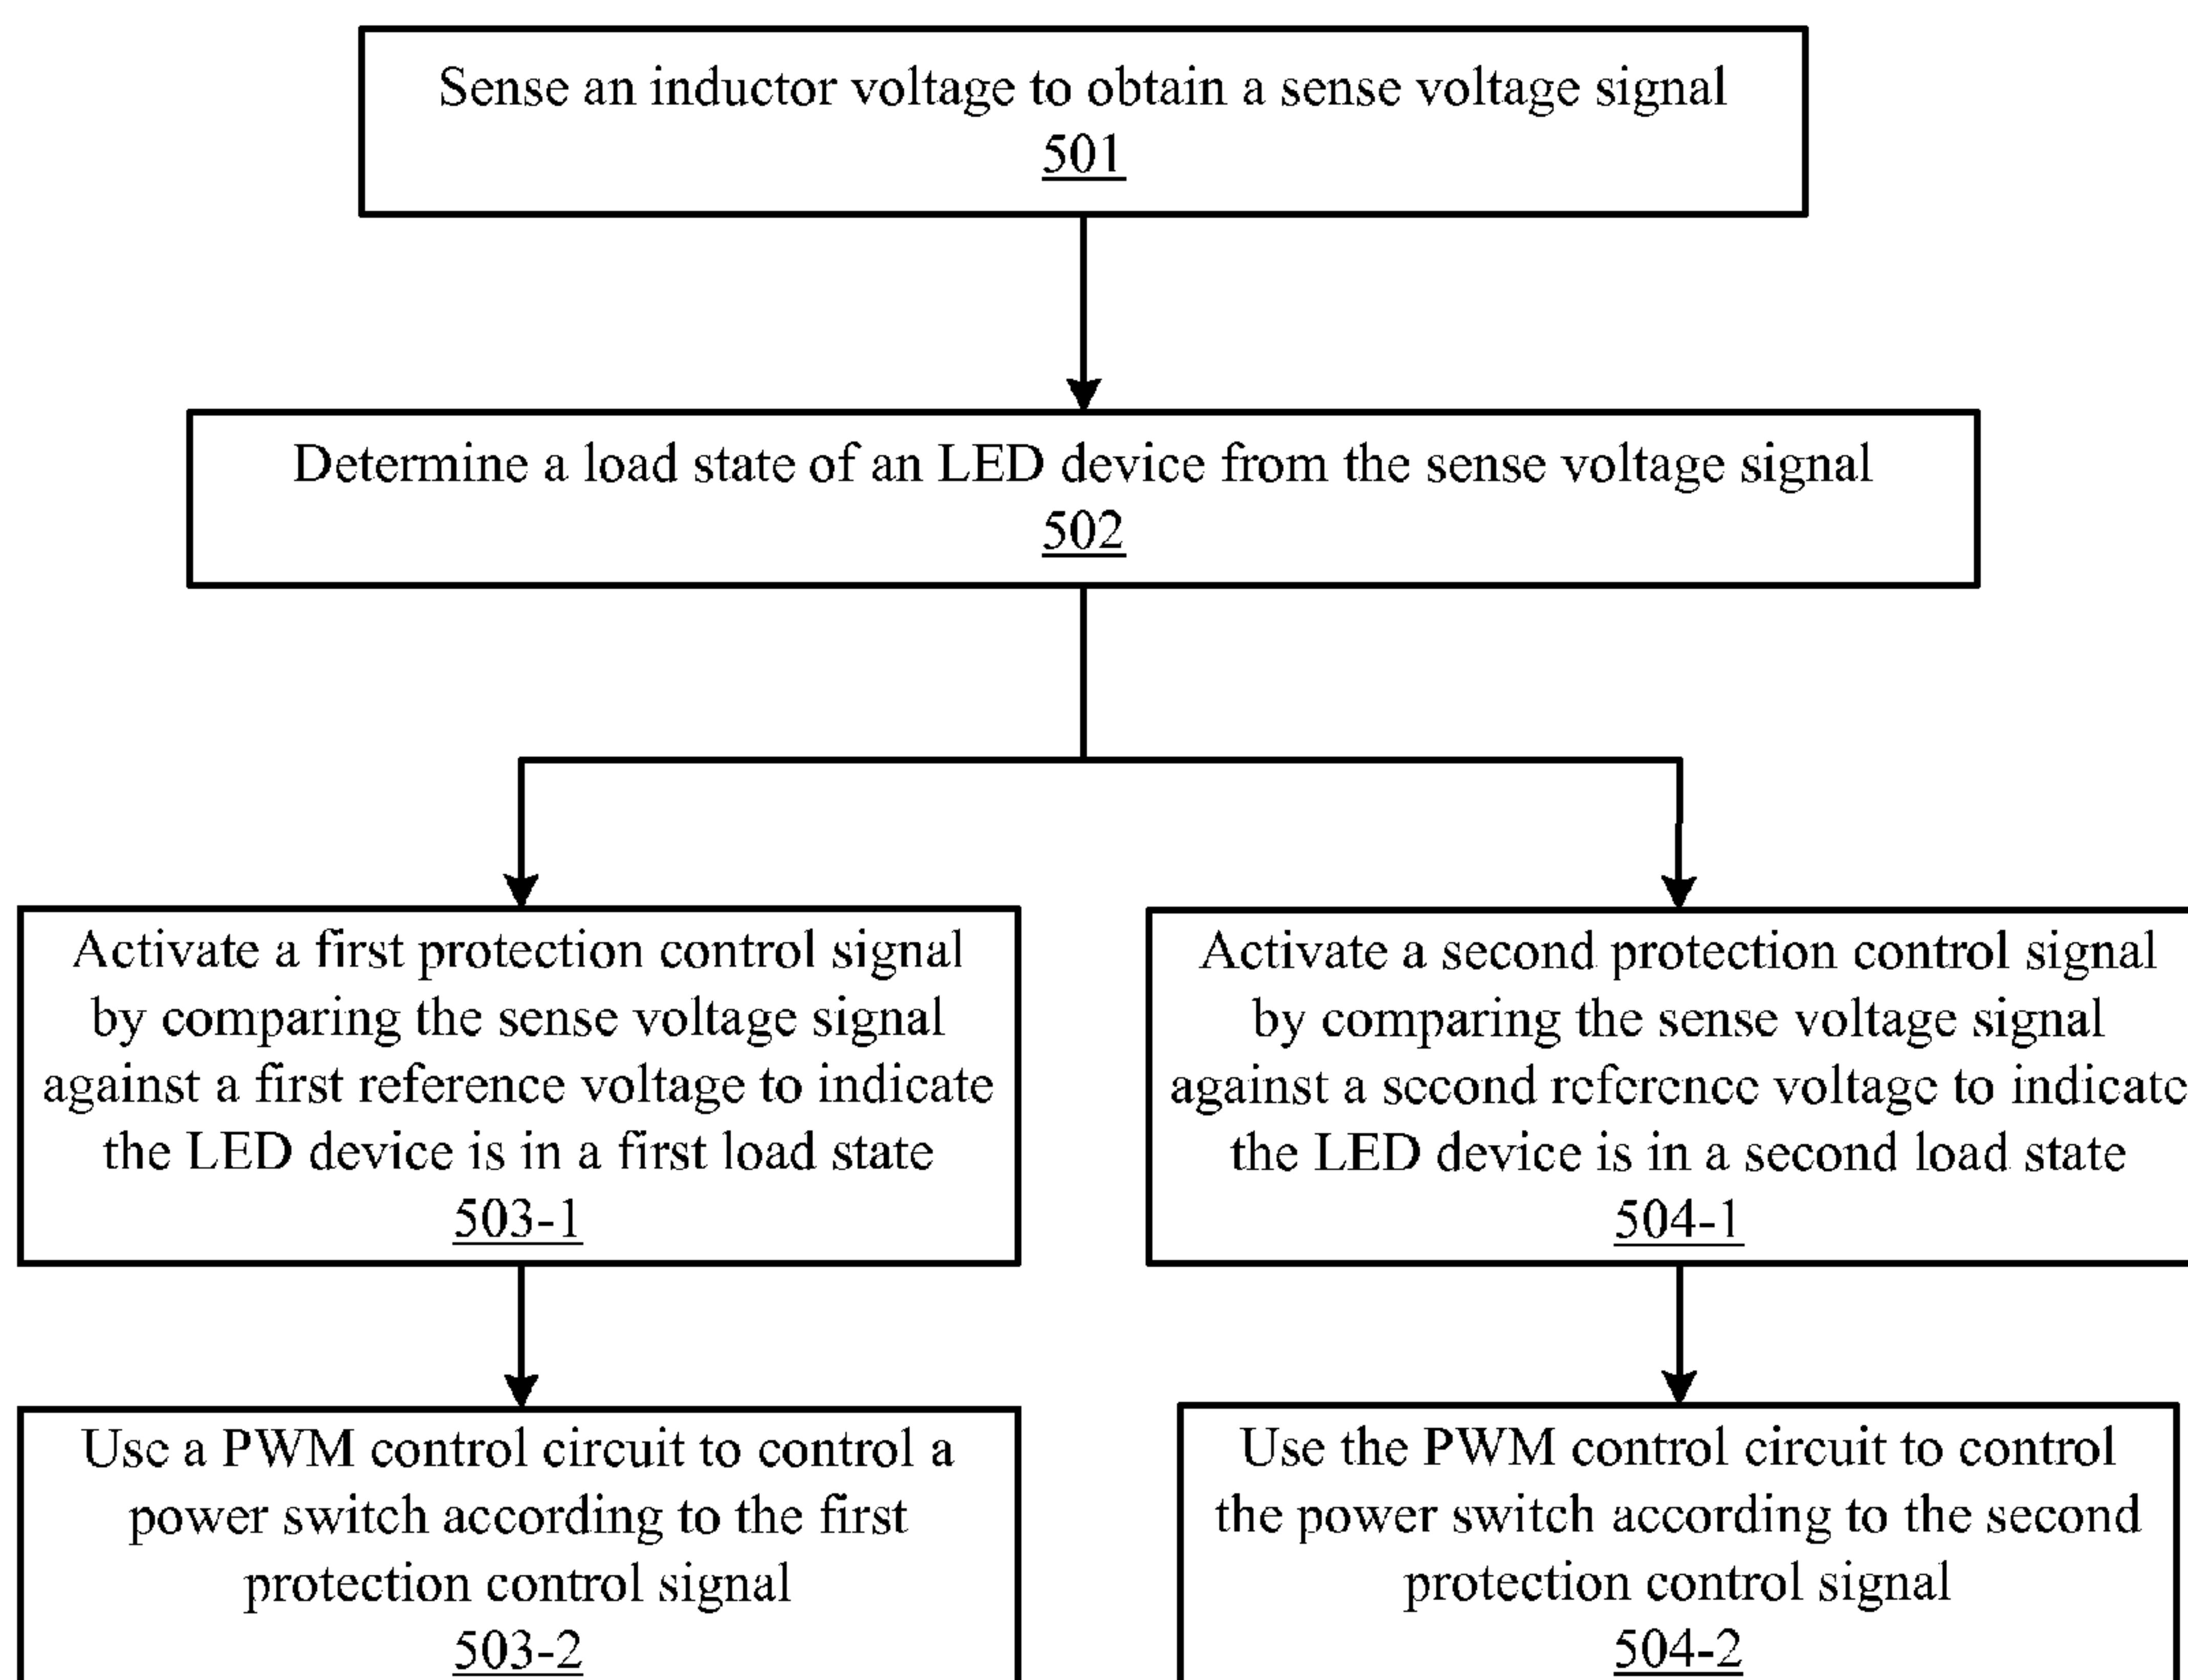 Sense an inductor voltage to obtain a sense voltage signal
501
Determine a load state of an LED device from the sense voltage signal
502
Activate a first protection control signal
by comparing the sense voltage signal
against a first reference voltage to indicate
the LED device is in a first load state
503-1
Activate a second protection control signal
by comparing the sense voltage signal
against a second reference voltage to indicate
the LED device is in a second load state
504-1
Use a PWM control circuit to control a
power switch according to the first
protection control signal
503-2
Use the PWM control circuit to control
the power switch according to the second
protection control signal
504-2